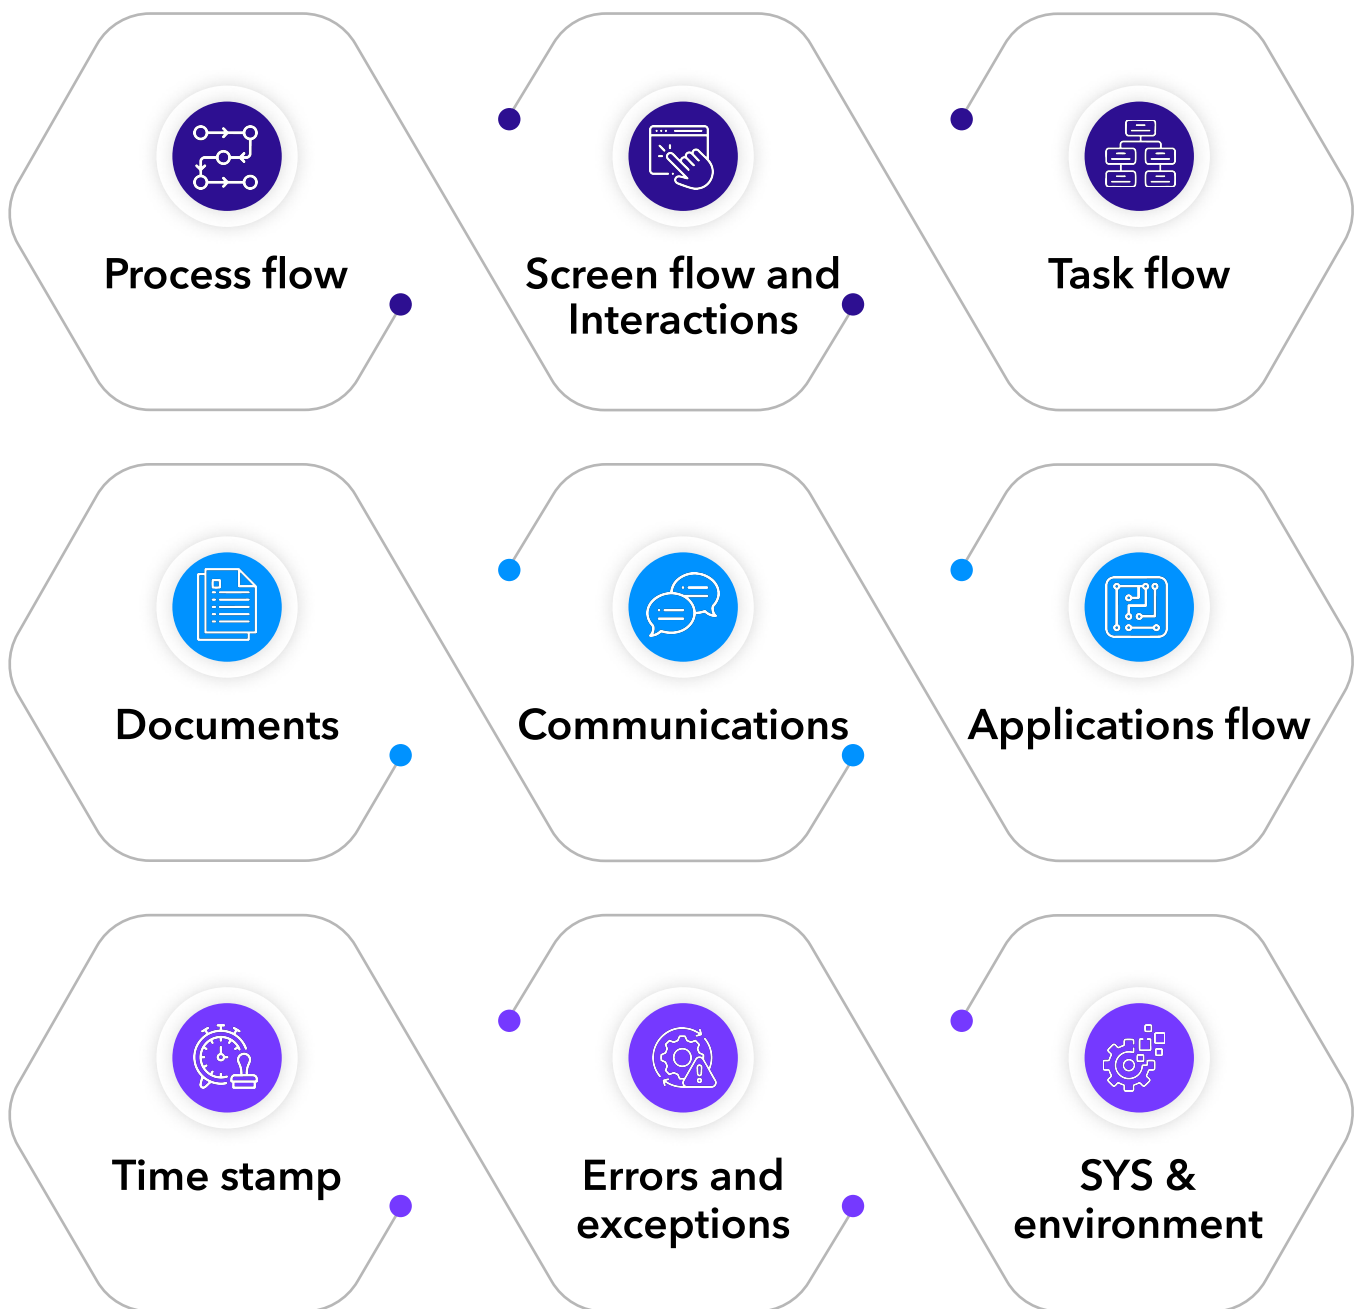 Process flow
Screen flow and
Interactions
Task flow
Documents
Communications
Applications flow
Time stamp
Errors and
exceptions
SYS &
environment